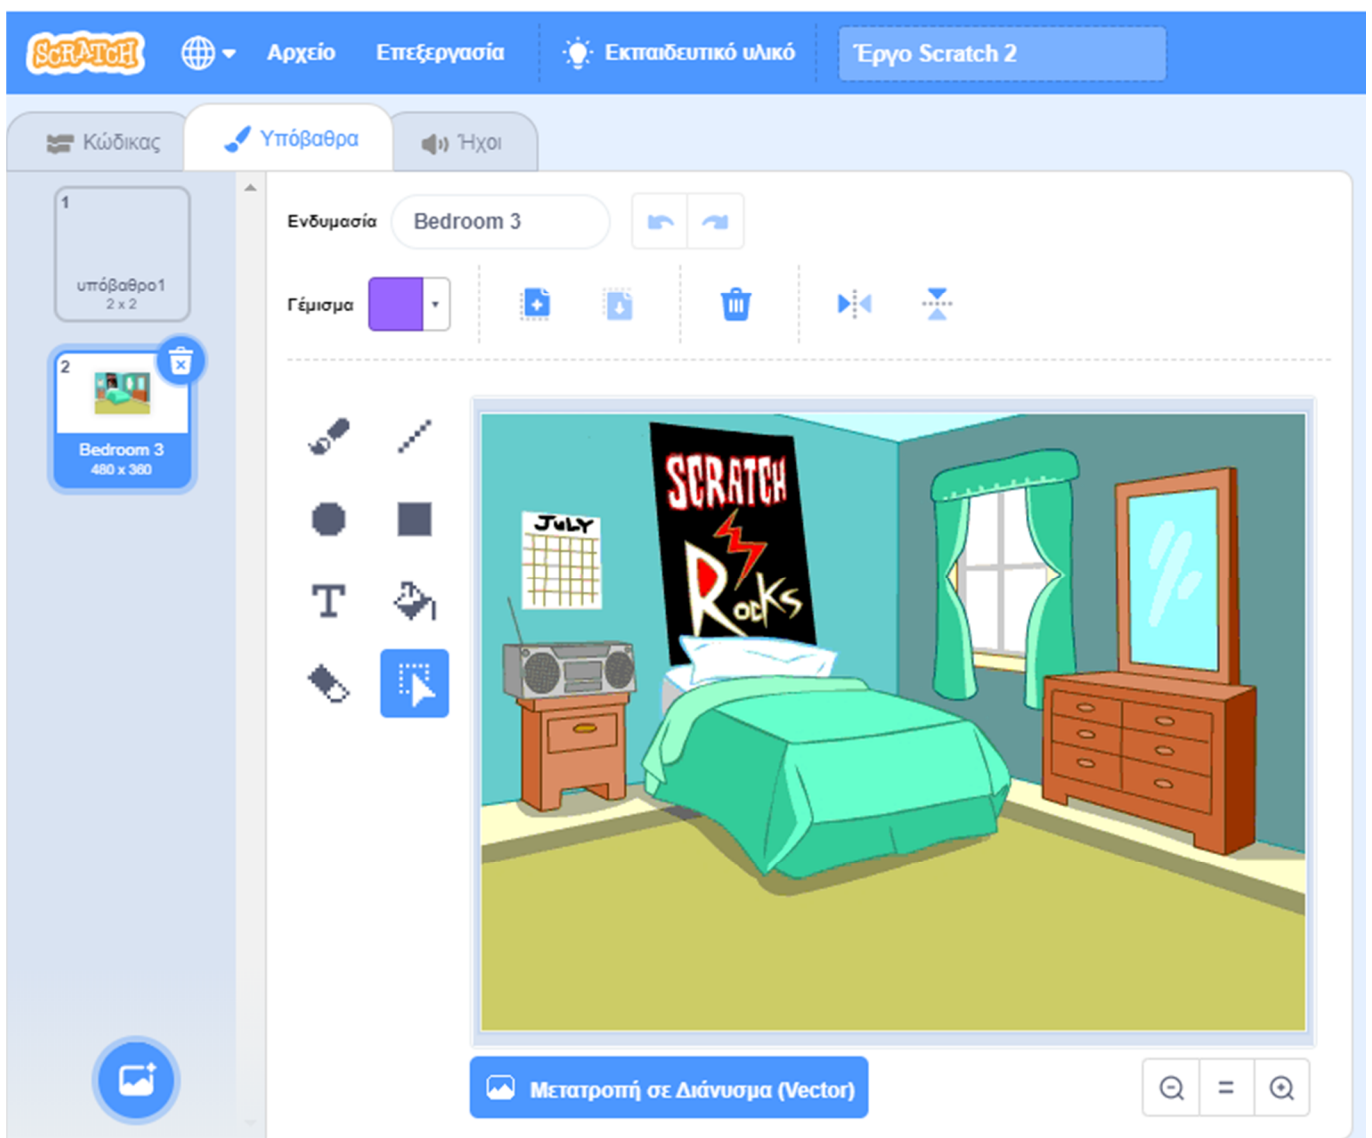 SCRATCH
Αρχείο
Επεξεργασία
Εκπαιδευτικό υλικό
Έργο Scratch 2
Κώδικας
Υπόβαθρα
Ήχοι
1
υπόβαθρο1
2 x 2
2
Bedroom 3
480 x 360
Ενδυμασία
Bedroom 3
Γέμισμα
T
JULY
SCRATCH
ROCKS
Μετατροπή σε Διάνυσμα (Vector)